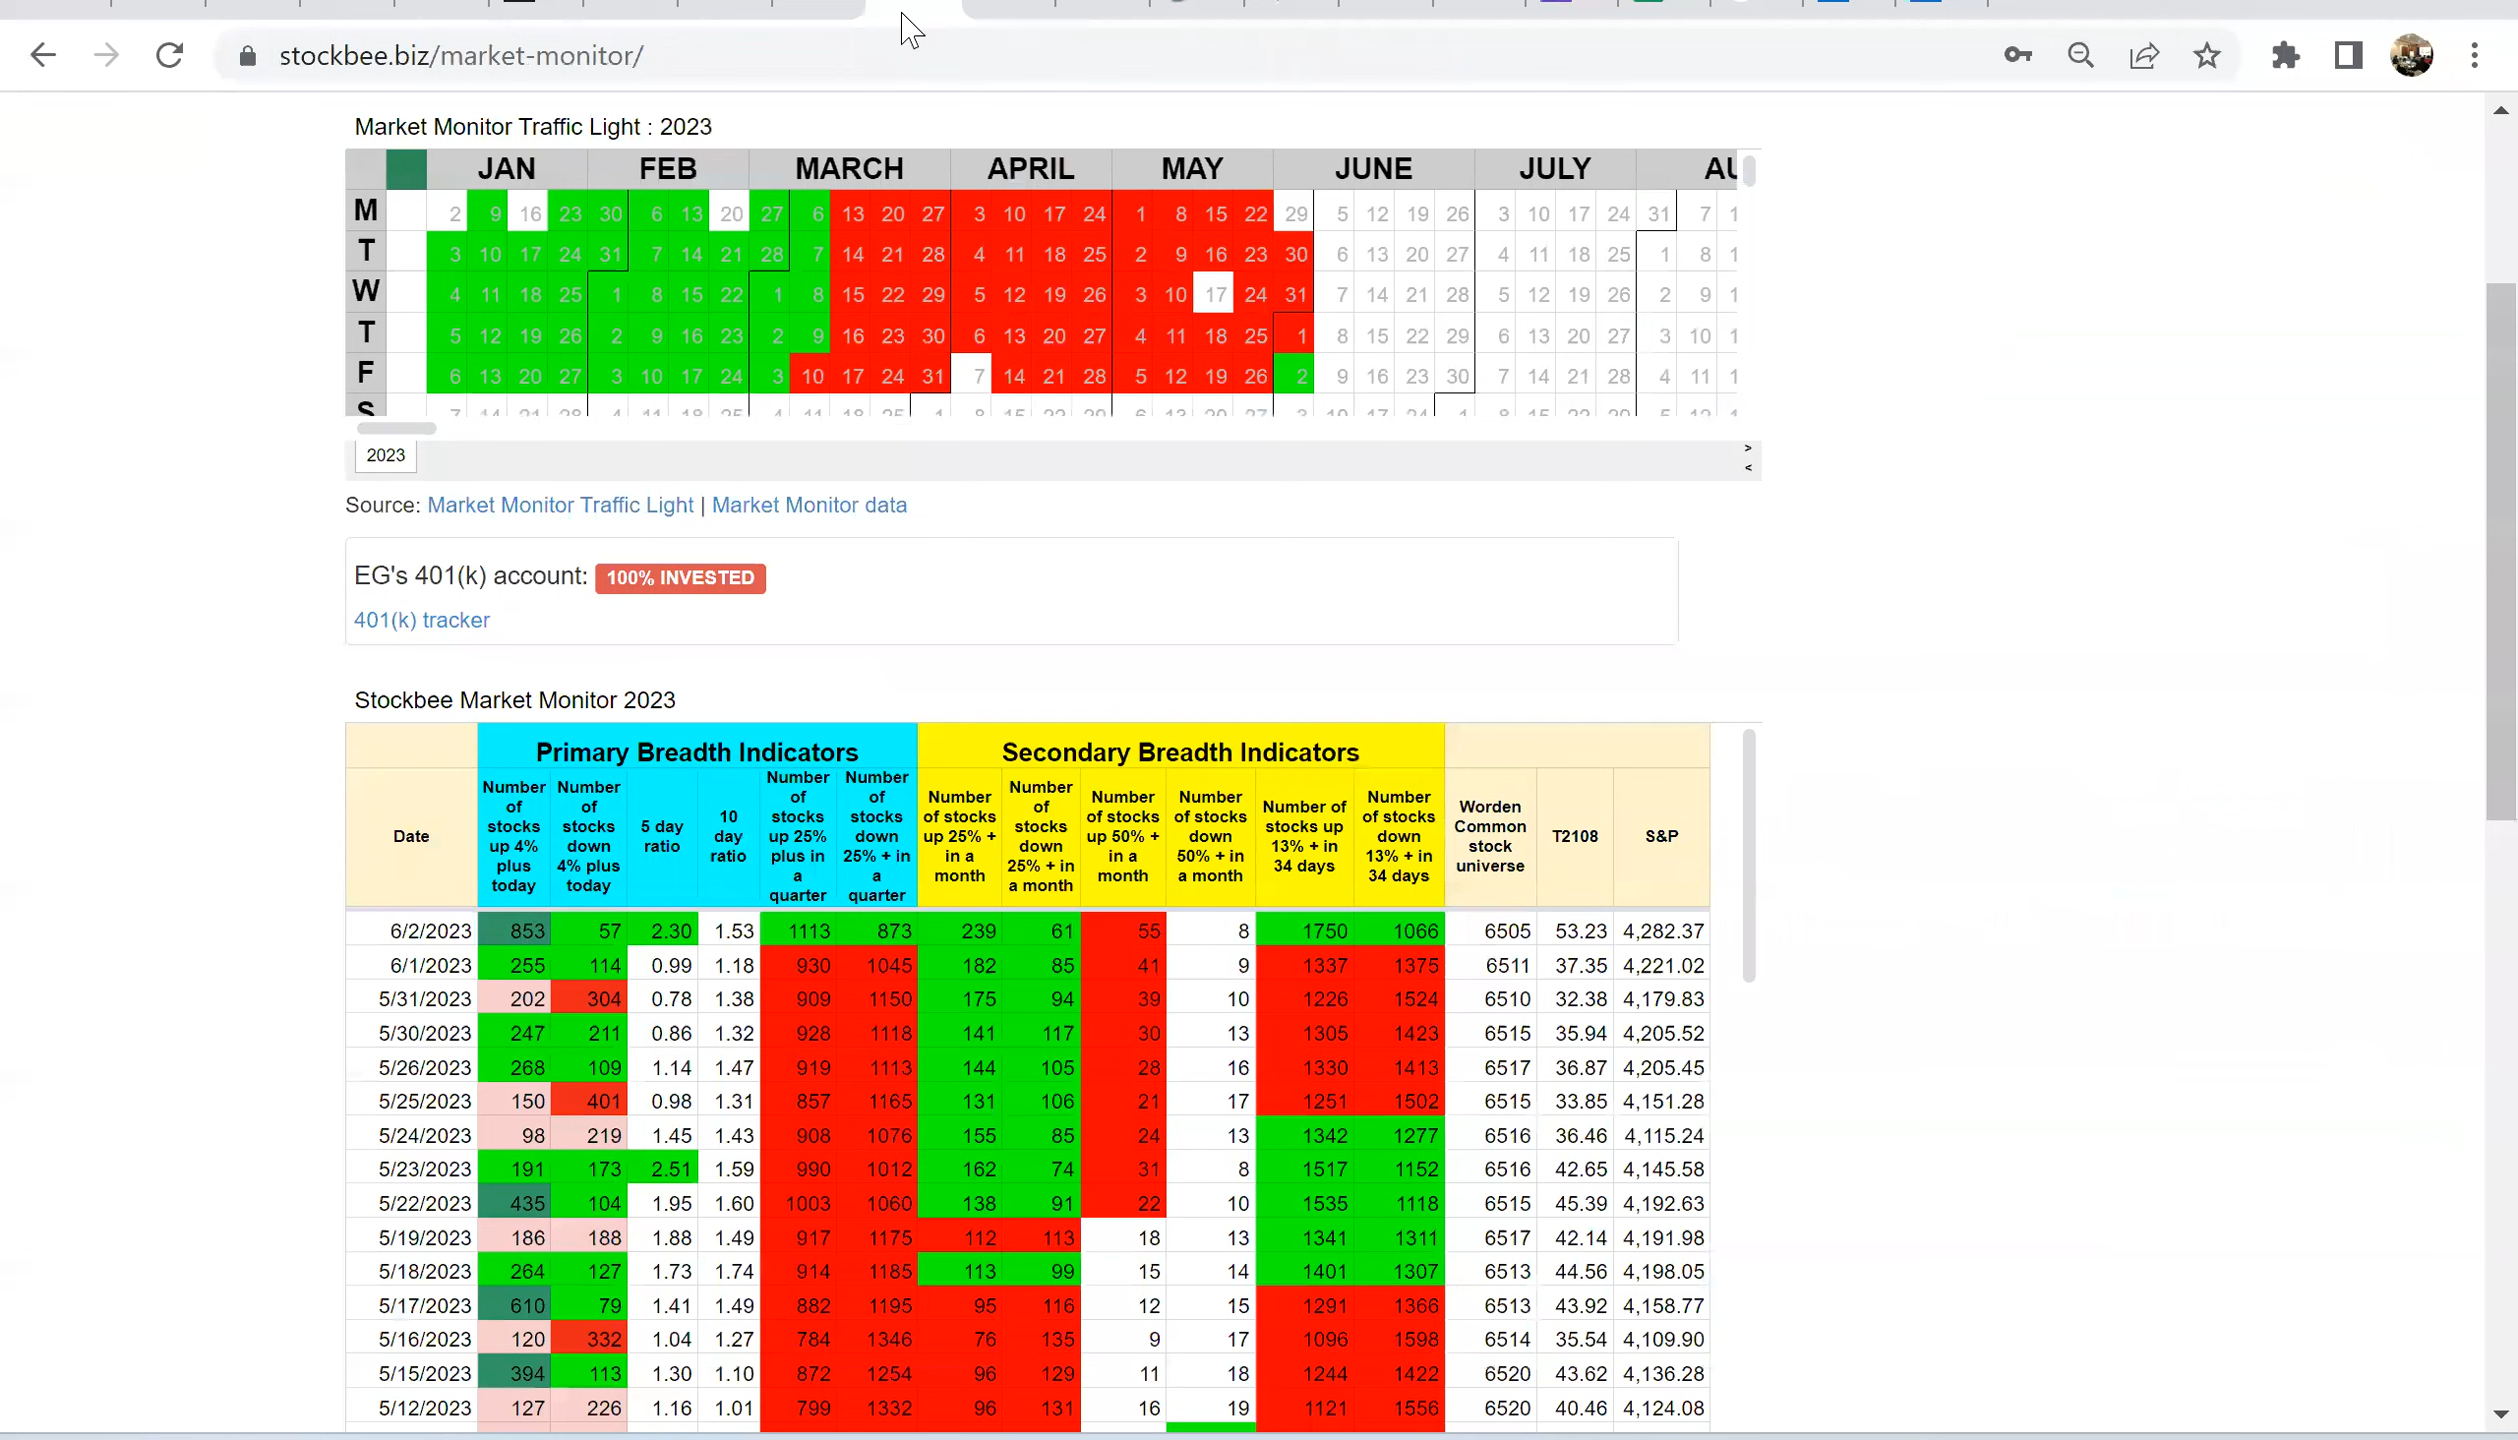 stockbee.biz/market-monitor/
Market Monitor Traffic Light : 2023
JAN FEB MARCH APRIL MAY JUNE JULY AU
M 2 9 16 23 30 6 13 20 27 6 13 20 27 3 10 17 24 1 8 15 22 29 5 12 19 26 3 10 17 24 31 7 1
T 3 10 17 24 31 7 14 21 28 7 14 21 28 4 11 18 25 2 9 16 23 30 6 13 20 27 4 11 18 25 1 8 1
W 4 11 18 25 1 8 15 22 1 8 15 22 29 5 12 19 26 3 10 17 24 31 7 14 21 28 5 12 19 26 2 9 1
T 5 12 19 26 2 9 16 23 2 9 16 23 30 6 13 20 27 4 11 18 25 1 8 15 22 29 6 13 20 27 3 10 1
F 6 13 20 27 3 10 17 24 3 10 17 24 31 7 14 21 28 5 12 19 26 2 9 16 23 30 7 14 21 28 4 11 1
S
2023
Source: Market Monitor Traffic Light | Market Monitor data
EG's 401(k) account: 100% INVESTED
401(k) tracker
Stockbee Market Monitor 2023
Primary Breadth Indicators Secondary Breadth Indicators
Date
Number
of
stocks
up 4%
plus
today
Number
of
stocks
down
4% plus
today
5 day
ratio
10
day
ratio
Number
of
stocks
up 25%
plus in
a
quarter
Number
of
stocks
down
25% + in
a
quarter
Number
of stocks
up 25% +
in a
month
Number
of
stocks
down
25% + in
a month
Number
of stocks
up 50% +
in a
month
Number
of stocks
down
50% + in
a month
Number of
stocks up
13% + in
34 days
Number
of stocks
down
13% + in
34 days
Worden
Common
stock
universe
T2108
S&P
6/2/2023 853 57 2.30 1.53 1113 873 239 61 55 8 1750 1066 6505 53.23 4,282.37
6/1/2023 255 114 0.99 1.18 930 1045 182 85 41 9 1337 1375 6511 37.35 4,221.02
5/31/2023 202 304 0.78 1.38 909 1150 175 94 39 10 1226 1524 6510 32.38 4,179.83
5/30/2023 247 211 0.86 1.32 928 1118 141 117 30 13 1305 1423 6515 35.94 4,205.52
5/26/2023 268 109 1.14 1.47 919 1113 144 105 28 16 1330 1413 6517 36.87 4,205.45
5/25/2023 150 401 0.98 1.31 857 1165 131 106 21 17 1251 1502 6515 33.85 4,151.28
5/24/2023 98 219 1.45 1.43 908 1076 155 85 24 13 1342 1277 6516 36.46 4,115.24
5/23/2023 191 173 2.51 1.59 990 1012 162 74 31 8 1517 1152 6516 42.65 4,145.58
5/22/2023 435 104 1.95 1.60 1003 1060 138 91 22 10 1535 1118 6515 45.39 4,192.63
5/19/2023 186 188 1.88 1.49 917 1175 112 113 18 13 1341 1311 6517 42.14 4,191.98
5/18/2023 264 127 1.73 1.74 914 1185 113 99 15 14 1401 1307 6513 44.56 4,198.05
5/17/2023 610 79 1.41 1.49 882 1195 95 116 12 15 1291 1366 6513 43.92 4,158.77
5/16/2023 120 332 1.04 1.27 784 1346 76 135 9 17 1096 1598 6514 35.54 4,109.90
5/15/2023 394 113 1.30 1.10 872 1254 96 129 11 18 1244 1422 6520 43.62 4,136.28
5/12/2023 127 226 1.16 1.01 799 1332 96 131 16 19 1121 1556 6520 40.46 4,124.08